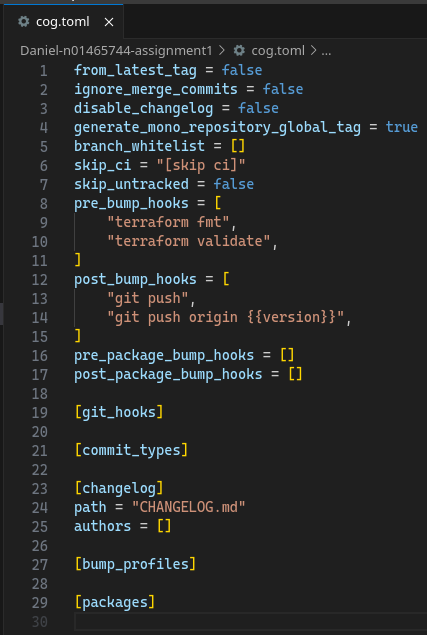 cog.toml ×
Daniel-n01465744-assignment1 > cog.toml > ...
1 from_latest_tag = false
2 ignore_merge_commits = false
3 disable_changelog = false
4 generate_mono_repository_global_tag = true
5 branch_whitelist = []
6 skip_ci = "[skip ci]"
7 skip_untracked = false
8 pre_bump_hooks = [
9     "terraform fmt",
10     "terraform validate",
11 ]
12 post_bump_hooks = [
13     "git push",
14     "git push origin {{version}}",
15 ]
16 pre_package_bump_hooks = []
17 post_package_bump_hooks = []
18
19 [git_hooks]
20
21 [commit_types]
22
23 [changelog]
24 path = "CHANGELOG.md"
25 authors = []
26
27 [bump_profiles]
28
29 [packages]
30